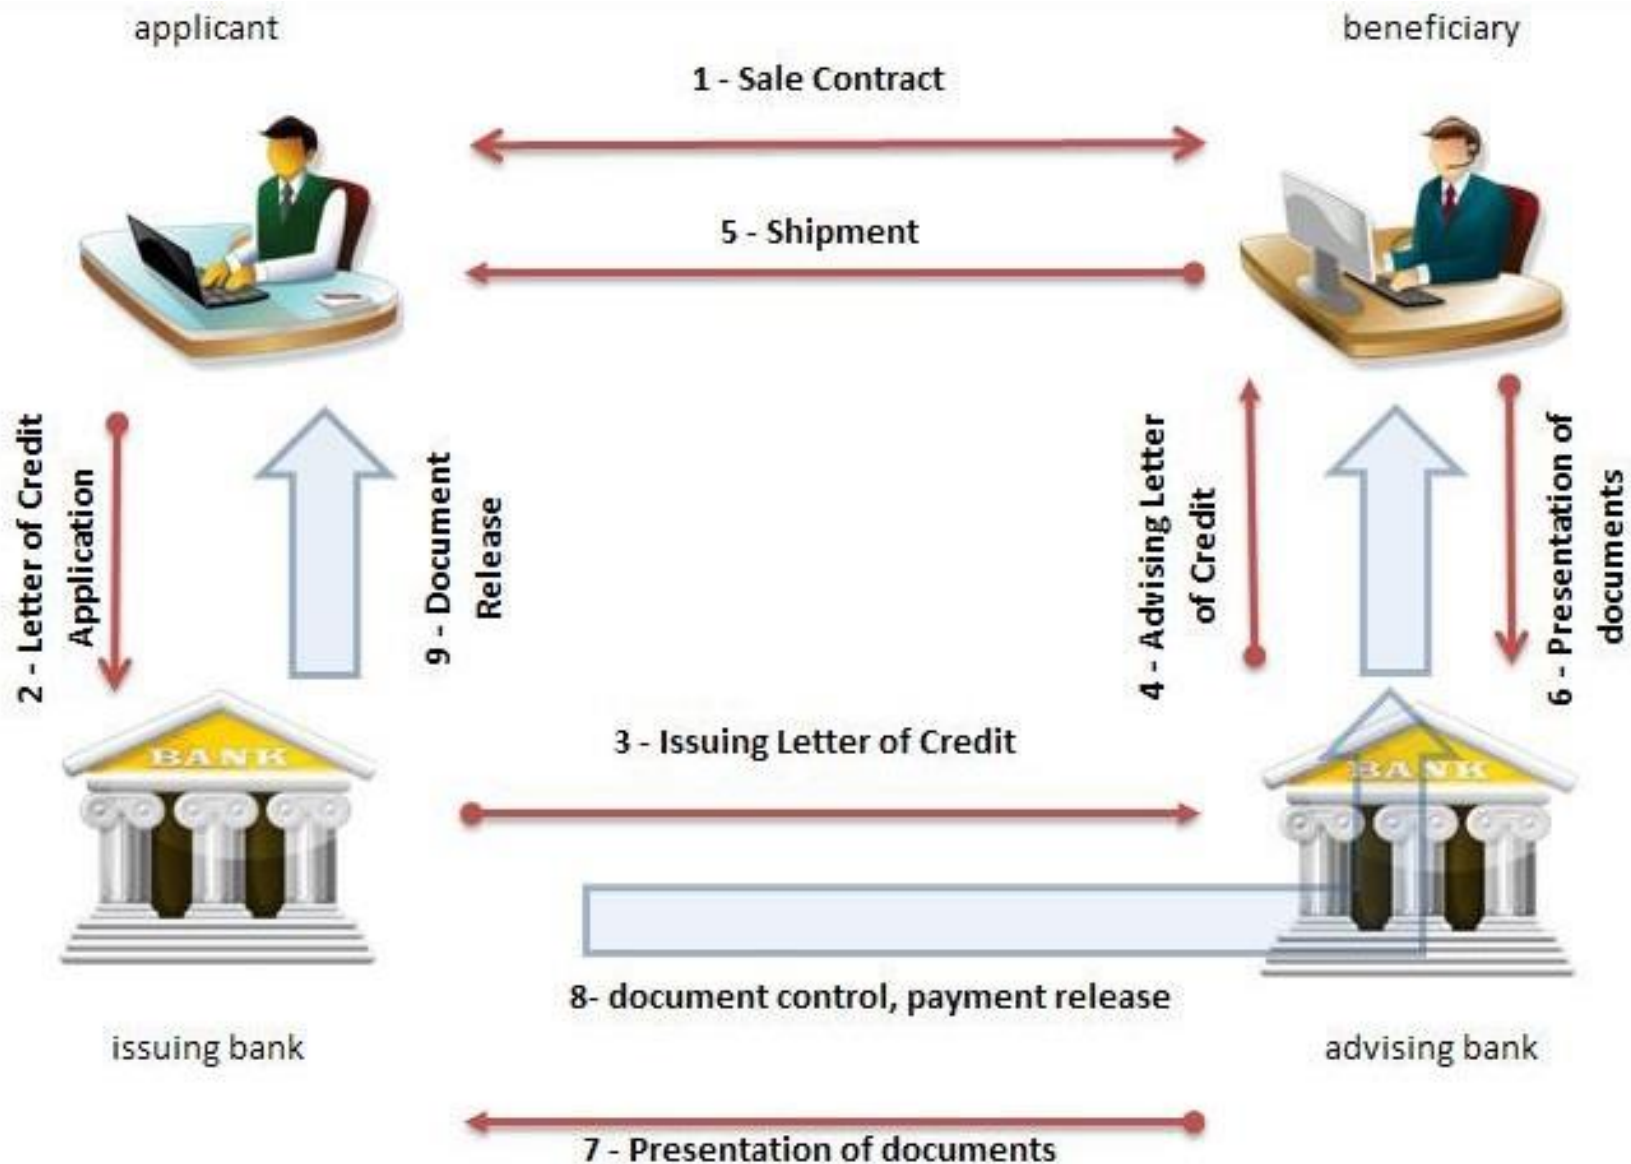 applicant
beneficiary
1 - Sale Contract
5 - Shipment
2 - Letter of Credit
Application
9 - Document
Release
4 - Advising Letter
of Credit
6 - Presentation of
documents
3 - Issuing Letter of Credit
BANK
BANK
8- document control, payment release
issuing bank
advising bank
7 - Presentation of documents